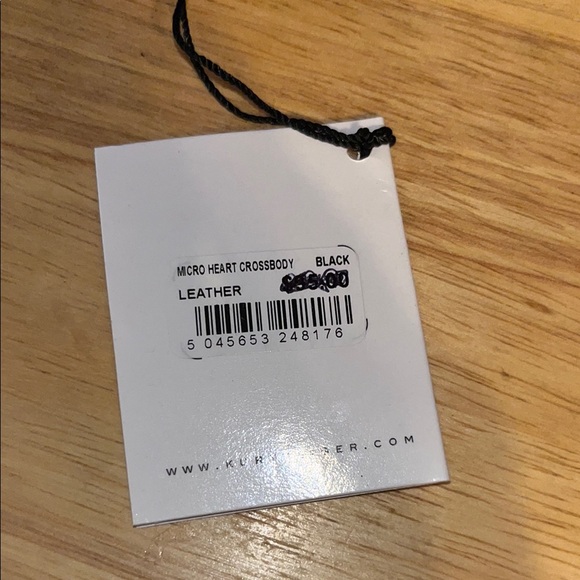 MICRO HEART CROSSBODY BLACK
LEATHER
5 045653 248176